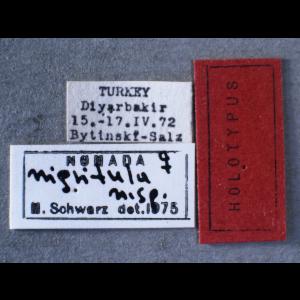 TURKEY
Diyarbakir
15.-17.IV.72
Bytinski-Salz
NOMADA ♀
nigritula
n.sp.
M. Schwarz det. 1975
HOLOTYPUS